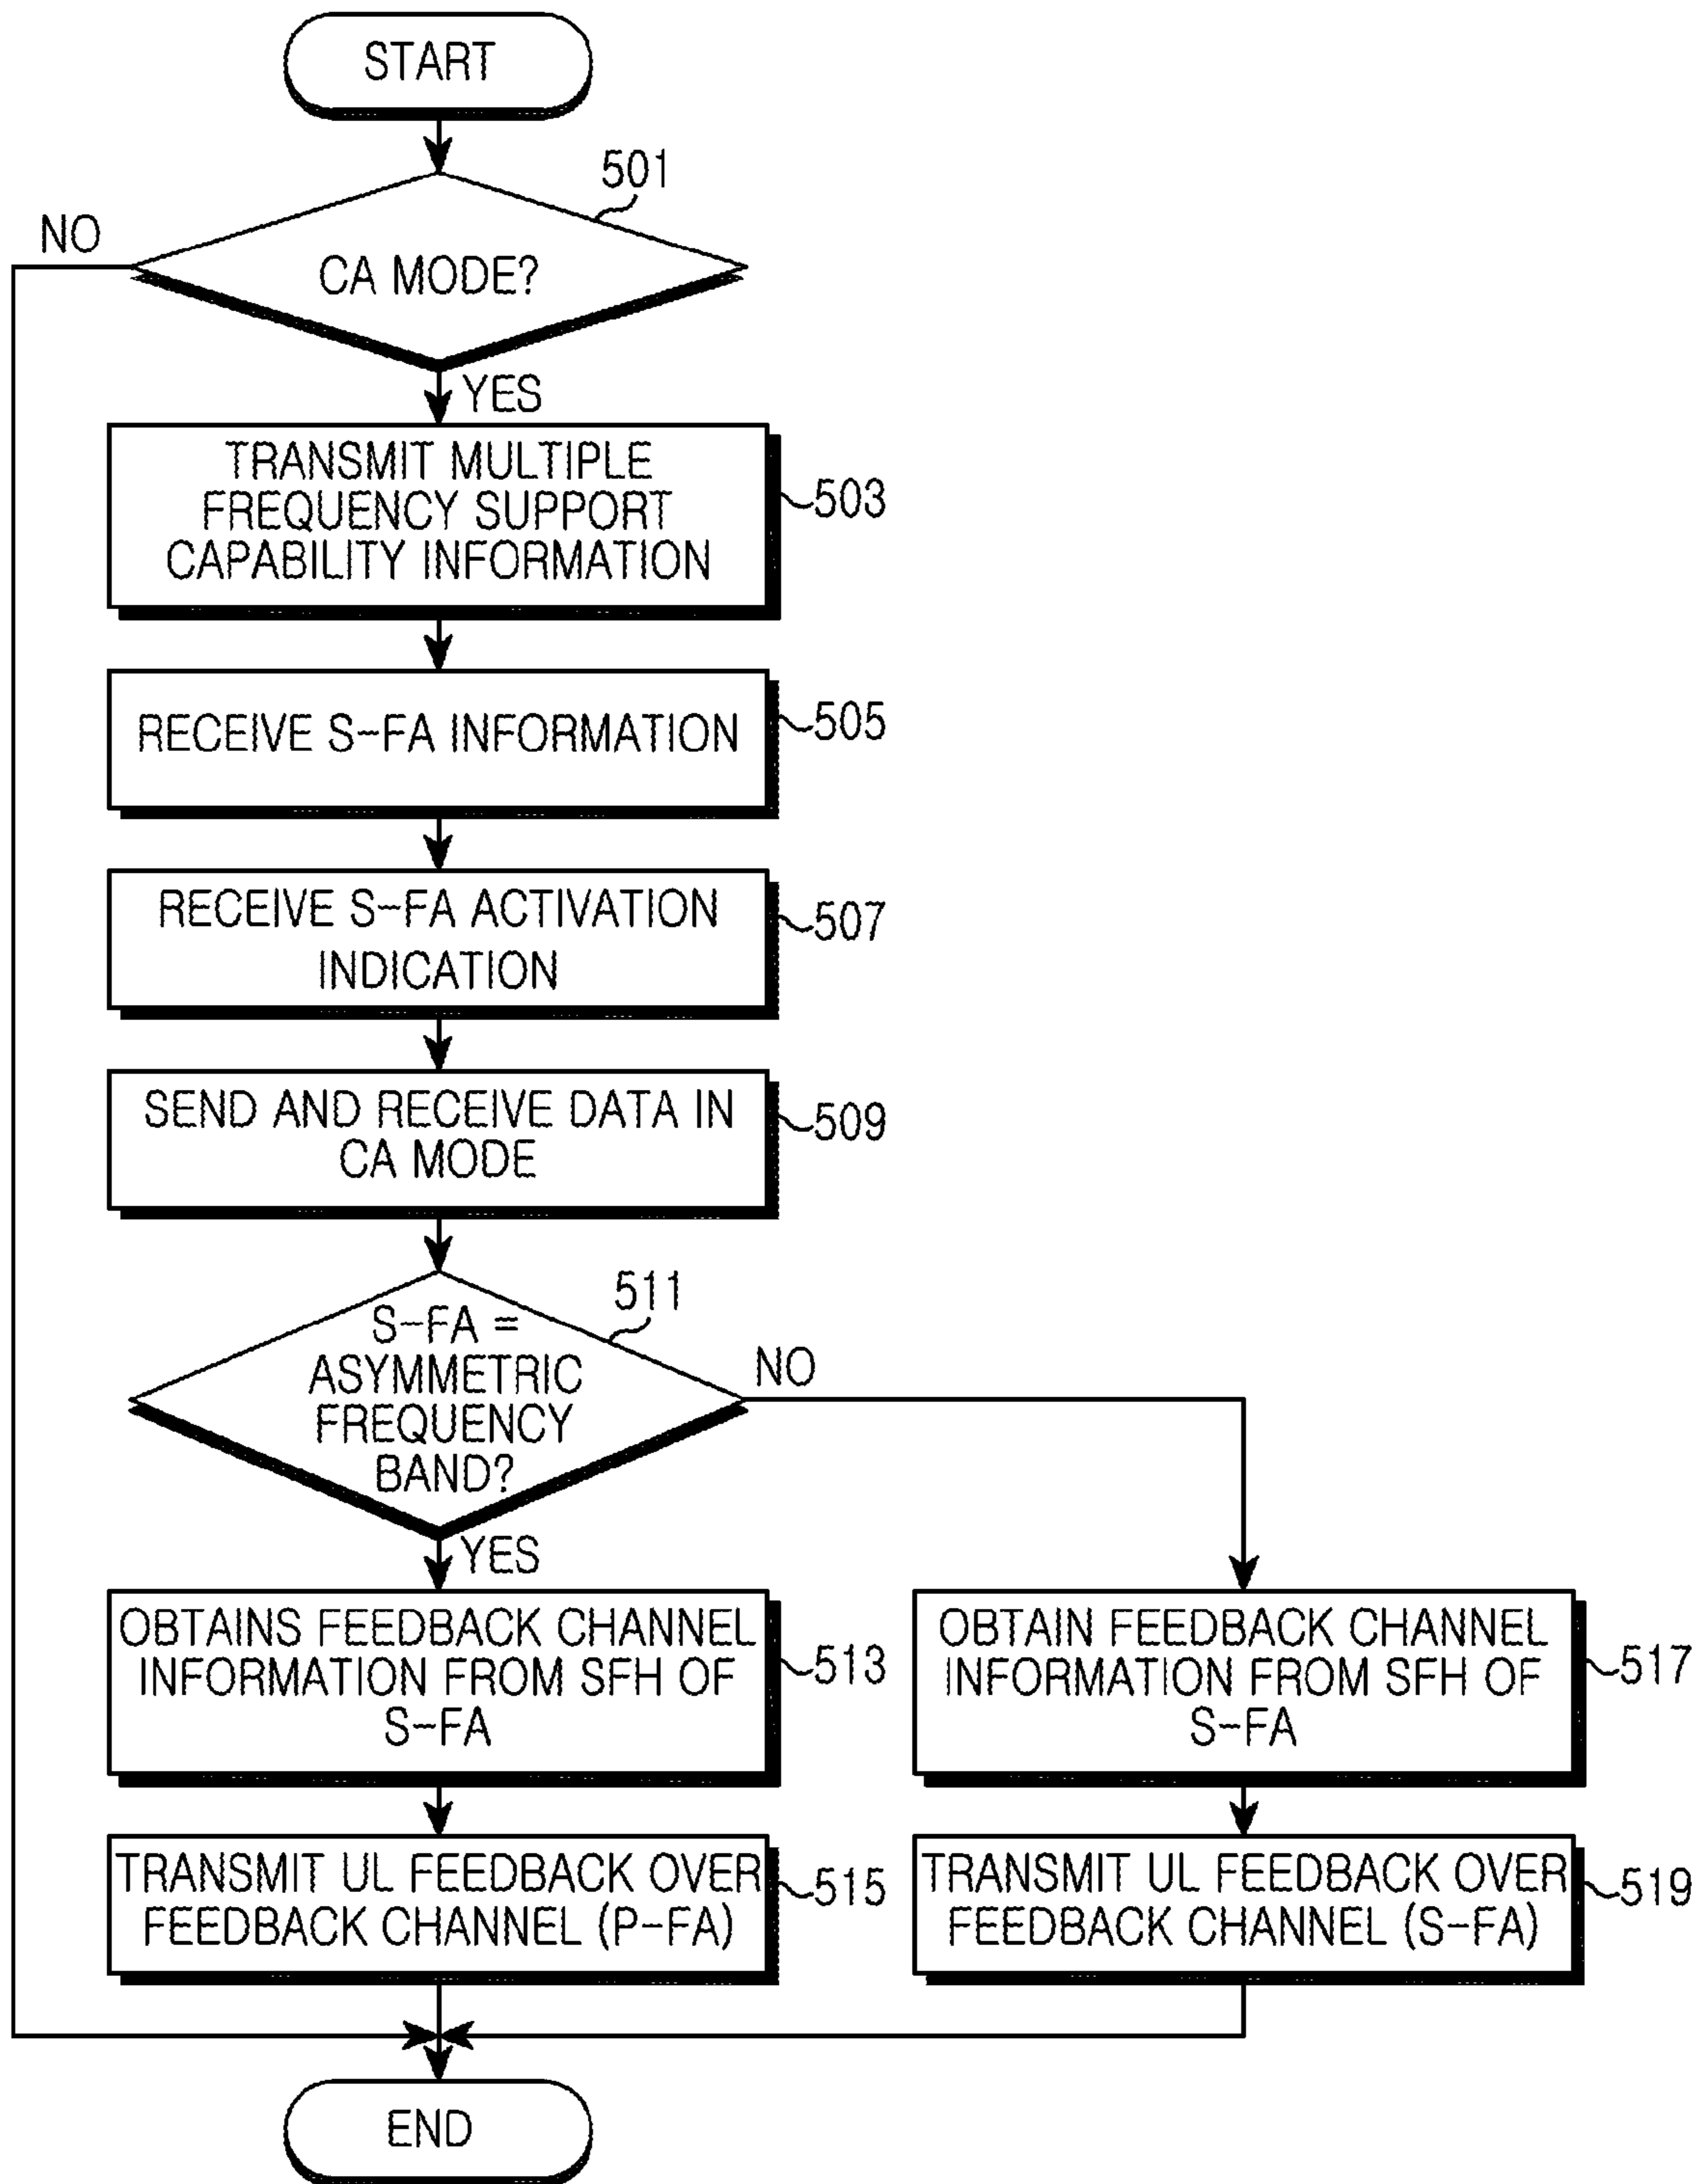 START
501
NO
CA MODE?
YES
TRANSMIT MULTIPLE
FREQUENCY SUPPORT
CAPABILITY INFORMATION
503
RECEIVE S-FA INFORMATION
505
RECEIVE S-FA ACTIVATION
INDICATION
507
SEND AND RECEIVE DATA IN
CA MODE
509
511
S-FA =
ASYMMETRIC
FREQUENCY
BAND?
NO
YES
OBTAINS FEEDBACK CHANNEL
INFORMATION FROM SFH OF
S-FA
513
OBTAIN FEEDBACK CHANNEL
INFORMATION FROM SFH OF
S-FA
517
TRANSMIT UL FEEDBACK OVER
FEEDBACK CHANNEL (P-FA)
515
TRANSMIT UL FEEDBACK OVER
FEEDBACK CHANNEL (S-FA)
519
END